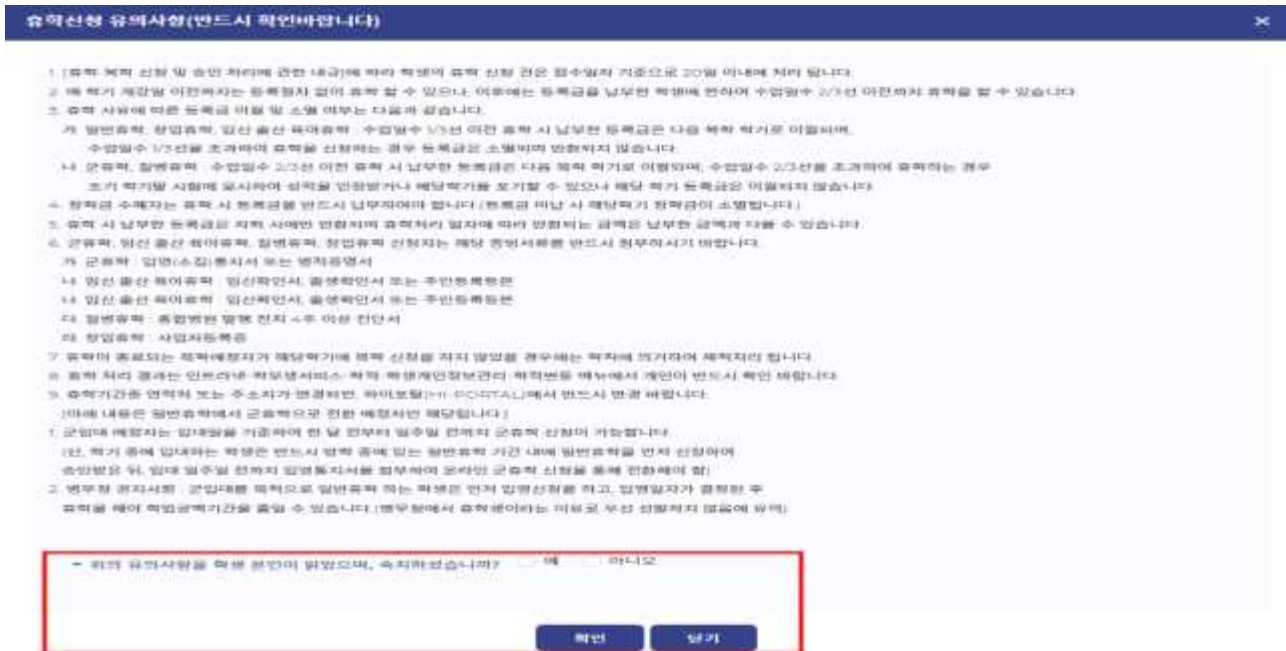 휴학신청 유의사항(반드시 확인바랍니다)
1. [휴학·복학 신청 및 승인 처리에 관한 내규]에 따라 학생의 휴학 신청 건은 접수일자 기준으로 20일 이내에 처리 됩니다.
2. 매 학기 개강일 이전까지는 등록절차 없이 휴학 할 수 있으나, 이후에는 등록금을 납부한 학생에 한하여 수업일수 2/3선 이전까지 휴학을 할 수 있습니다.
3. 휴학 사유에 따른 등록금 이월 및 소멸 여부는 다음과 같습니다.
가. 일반휴학, 창업휴학, 임신·출산·육아휴학 : 수업일수 1/3선 이전 휴학 시 납부한 등록금은 다음 복학 학기로 이월되며,
수업일수 1/3선을 초과하여 휴학을 신청하는 경우 등록금은 소멸되며 반환되지 않습니다.
나. 군휴학, 질병휴학 : 수업일수 2/3선 이전 휴학 시 납부한 등록금은 다음 복학 학기로 이월되며, 수업일수 2/3선을 초과하여 휴학하는 경우
조기 학기말 시험에 응시하여 성적을 인정받거나 해당학기를 포기할 수 있으나 해당 학기 등록금은 이월되지 않습니다.
4. 장학금 수혜자는 휴학 시 등록금을 반드시 납부하여야 합니다.(등록금 미납 시 해당학기 장학금이 소멸됩니다.)
5. 휴학 시 납부한 등록금은 자퇴 시에만 반환되며 휴학처리 일자에 따라 반환되는 금액은 납부한 금액과 다를 수 있습니다.
6. 군휴학, 임신·출산·육아휴학, 질병휴학, 창업휴학 신청자는 해당 증빙서류를 반드시 첨부하시기 바랍니다.
가. 군휴학 : 입영(소집)통지서 또는 병적증명서
나. 임신·출산·육아휴학 : 임신확인서, 출생확인서 또는 주민등록등본
나. 임신·출산·육아휴학 : 임신확인서, 출생확인서 또는 주민등록등본
다. 질병휴학 : 종합병원 발행 전치 4주 이상 진단서
라. 창업휴학 : 사업자등록증
7. 휴학이 종료되는 복학예정자가 해당학기에 복학 신청을 하지 않았을 경우에는 학칙에 의거하여 제적처리 됩니다.
8. 휴학 처리 결과는 인트라넷-학부생서비스-학적-학생개인정보관리-학적변동 메뉴에서 개인이 반드시 확인 바랍니다.
9. 휴학기간중 연락처 또는 주소지가 변경되면, 하이포탈(HI-PORTAL)에서 반드시 변경 바랍니다.
[아래 내용은 일반휴학에서 군휴학으로 전환 예정자만 해당됩니다.]
1. 군입대 예정자는 입대일을 기준하여 한 달 전부터 일주일 전까지 군휴학 신청이 가능합니다.
(단, 학기 중에 입대하는 학생은 반드시 방학 중에 있는 일반휴학 기간 내에 일반휴학을 먼저 신청하여
승인받은 뒤, 입대 일주일 전까지 입영통지서를 첨부하여 온라인 군휴학 신청을 통해 전환해야 함)
2. 병무청 공지사항 : 군입대를 목적으로 일반휴학 하는 학생은 먼저 입영신청을 하고, 입영일자가 결정된 후
휴학을 해야 학업공백기간을 줄일 수 있습니다.(병무청에서 휴학생이라는 이유로 우선 선발하지 않음에 유의)
- 위의 유의사항을 학생 본인이 읽었으며, 숙지하셨습니까? 예 아니오
확인 닫기